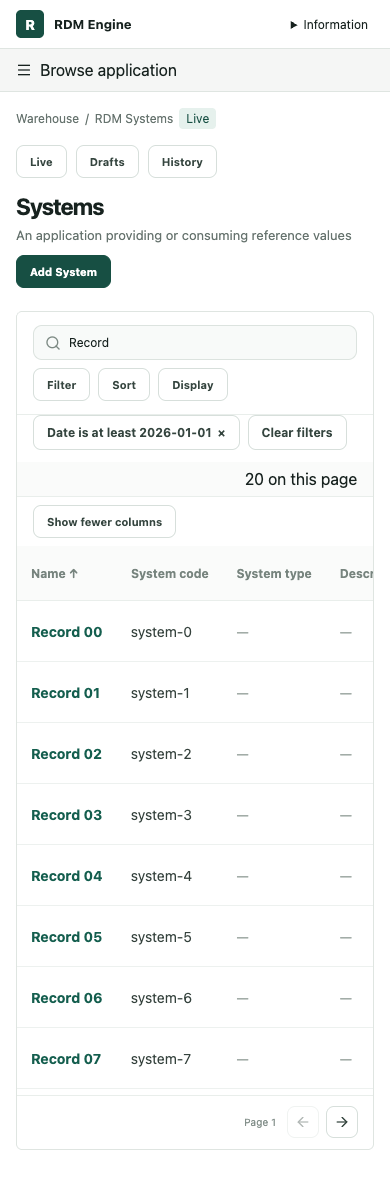 R RDM Engine ▶ Information
☰ Browse application
Warehouse / RDM Systems Live
Live Drafts History
Systems
An application providing or consuming reference values
Add System
Record
Filter Sort Display
Date is at least 2026-01-01 × Clear filters
20 on this page
Show fewer columns
Name ↑ System code System type Descr
Record 00 system-0 — —
Record 01 system-1 — —
Record 02 system-2 — —
Record 03 system-3 — —
Record 04 system-4 — —
Record 05 system-5 — —
Record 06 system-6 — —
Record 07 system-7 — —
Page 1 ← →